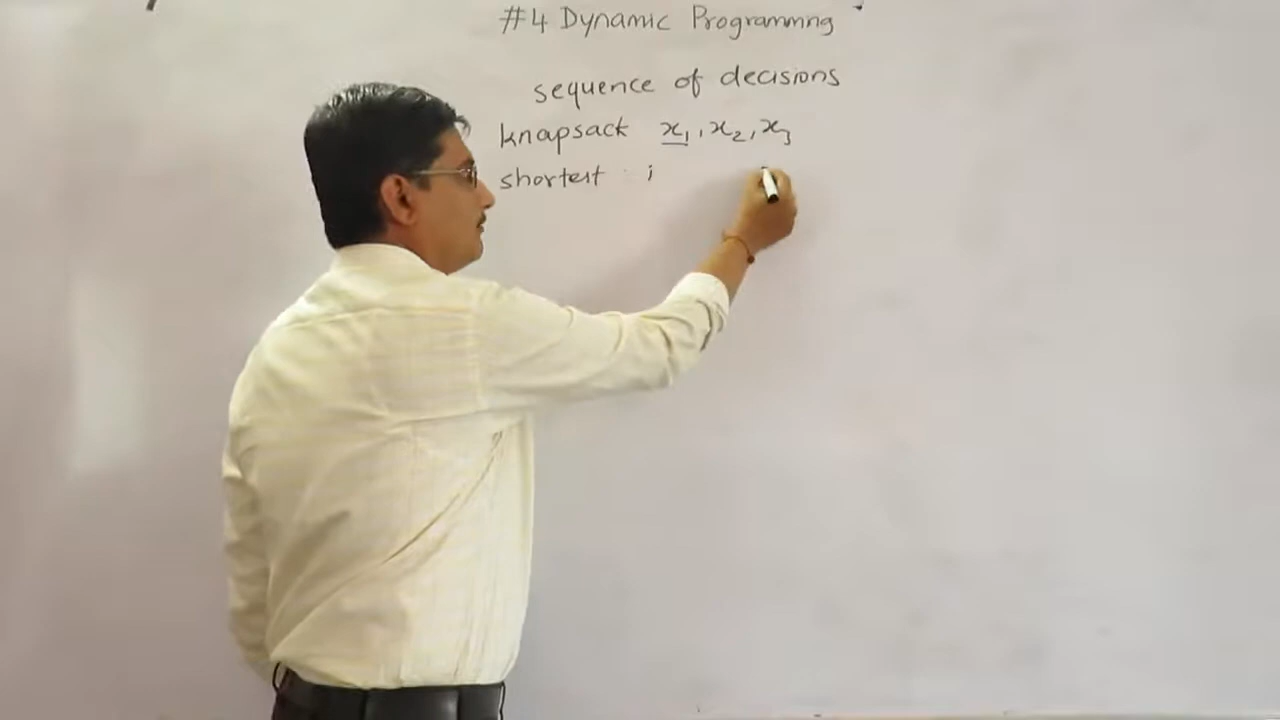 #4 Dynamic Programming
sequence of decisions
knapsack x₁, x₂, x₃
shortest i